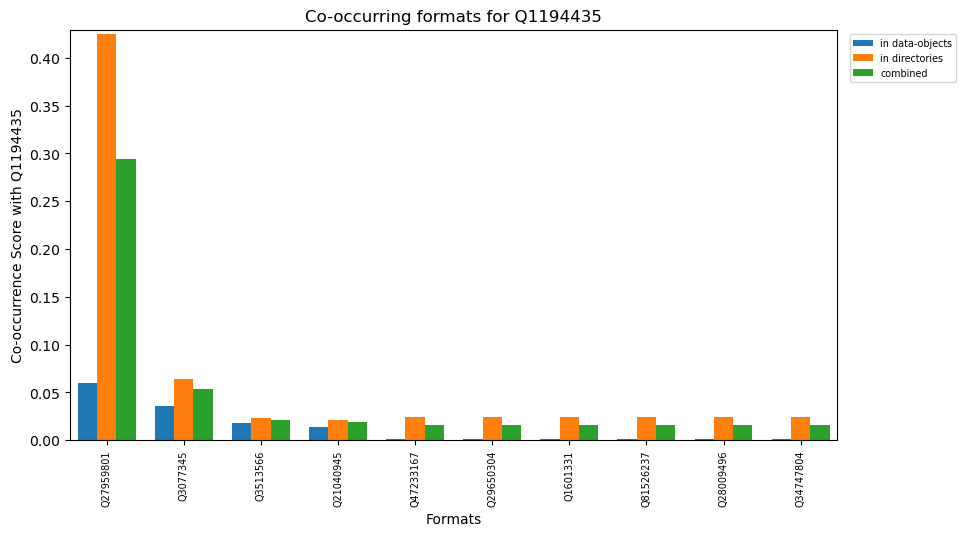 Co-occurring formats for Q1194435
Co-occurrence Score with Q1194435
0.40
0.35
0.30
0.25
0.20
0.15
0.10
0.05
0.00
in data-objects
in directories
combined
Q27959801
Q3077345
Q3513566
Q21040945
Q47233167
Q29650304
Q1601331
Q81526237
Q28009496
Q34747804
Formats